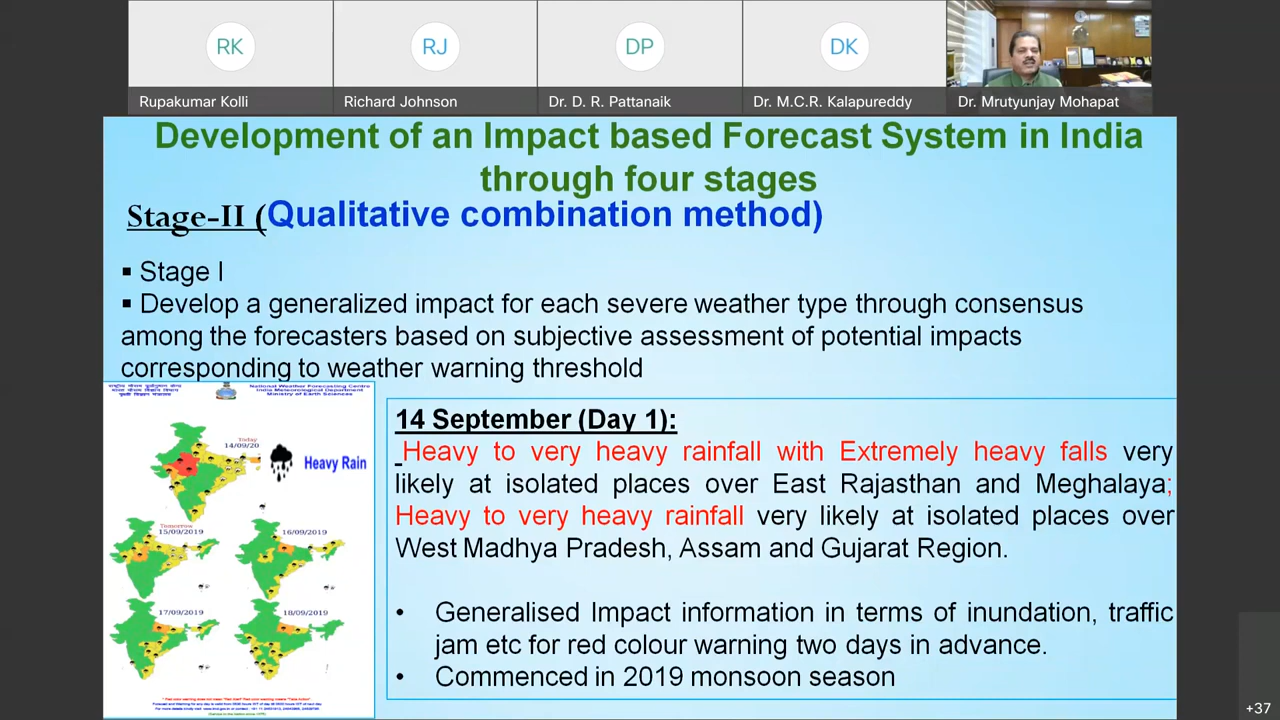 RK
RJ
DP
DK
Rupakumar Kolli
Richard Johnson
Dr. D. R. Pattanaik
Dr. M.C.R. Kalapureddy
Dr. Mrutyunjay Mohapat
Development of an Impact based Forecast System in India
through four stages
Stage-II (Qualitative combination method)
▪ Stage I
▪ Develop a generalized impact for each severe weather type through consensus
among the forecasters based on subjective assessment of potential impacts
corresponding to weather warning threshold
National Weather Forecasting Centre
India Meteorological Department
Ministry of Earth Sciences
Today
14/09/20
Heavy Rain
Tomorrow
15/09/2019
16/09/2019
17/09/2019
18/09/2019
14 September (Day 1):
Heavy to very heavy rainfall with Extremely heavy falls very
likely at isolated places over East Rajasthan and Meghalaya;
Heavy to very heavy rainfall very likely at isolated places over
West Madhya Pradesh, Assam and Gujarat Region.
• Generalised Impact information in terms of inundation, traffic
jam etc for red colour warning two days in advance.
• Commenced in 2019 monsoon season
+37